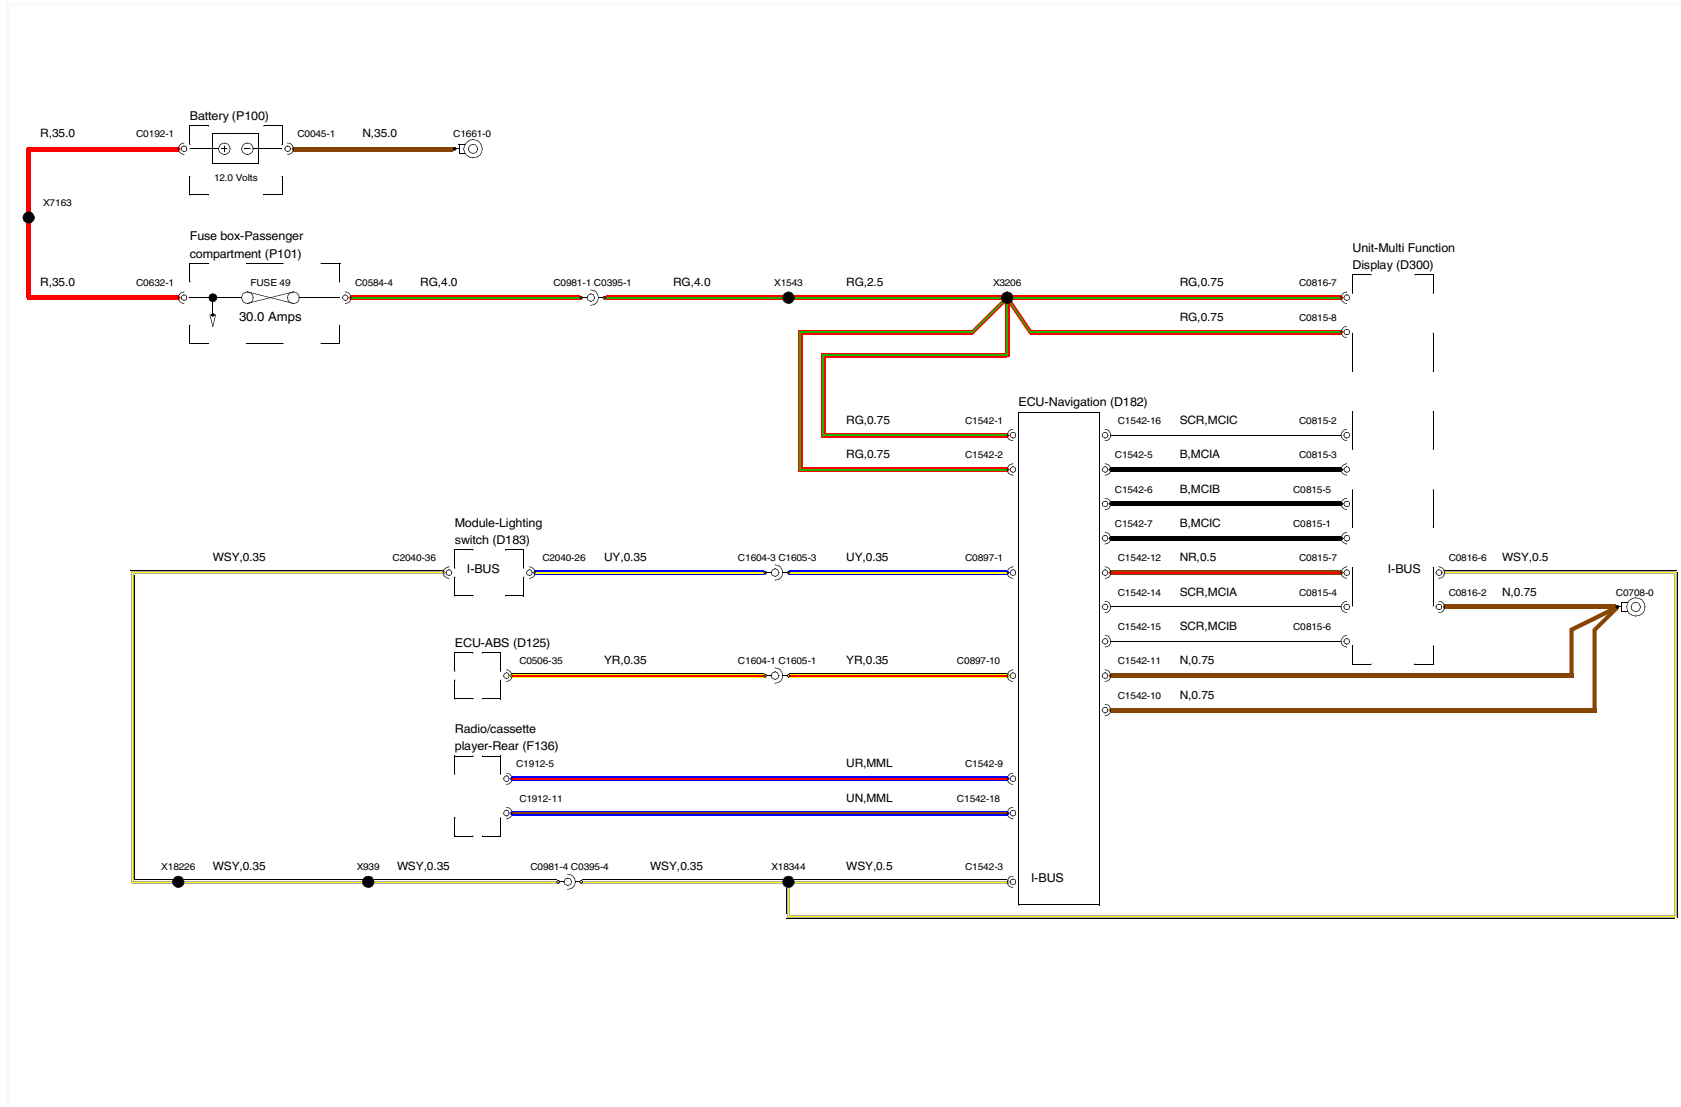 Battery (P100)
R,35.0 C0192-1 C0045-1 N,35.0 C1661-0
12.0 Volts
X7163
Fuse box-Passenger
compartment (P101)
Unit-Multi Function
Display (D300)
R,35.0 C0632-1 FUSE 49 C0584-4 RG,4.0 C0981-1 C0395-1 RG,4.0 X1543 RG,2.5 X3206 RG,0.75 C0816-7
30.0 Amps RG,0.75 C0815-8
ECU-Navigation (D182)
RG,0.75 C1542-1 C1542-16 SCR,MCIC C0815-2
RG,0.75 C1542-2 C1542-5 B,MCIA C0815-3
C1542-6 B,MCIB C0815-5
Module-Lighting
switch (D183)
C1542-7 B,MCIC C0815-1
WSY,0.35 C2040-36 I-BUS C2040-26 UY,0.35 C1604-3 C1605-3 UY,0.35 C0897-1 C1542-12 NR,0.5 C0815-7 I-BUS C0816-6 WSY,0.5
C1542-14 SCR,MCIA C0815-4 C0816-2 N,0.75 C0708-0
C1542-15 SCR,MCIB C0815-6
ECU-ABS (D125)
C0506-35 YR,0.35 C1604-1 C1605-1 YR,0.35 C0897-10 C1542-11 N,0.75
C1542-10 N,0.75
Radio/cassette
player-Rear (F136)
C1912-5 UR,MML C1542-9
C1912-11 UN,MML C1542-18
X18226 WSY,0.35 X939 WSY,0.35 C0981-4 C0395-4 WSY,0.35 X18344 WSY,0.5 C1542-3
I-BUS